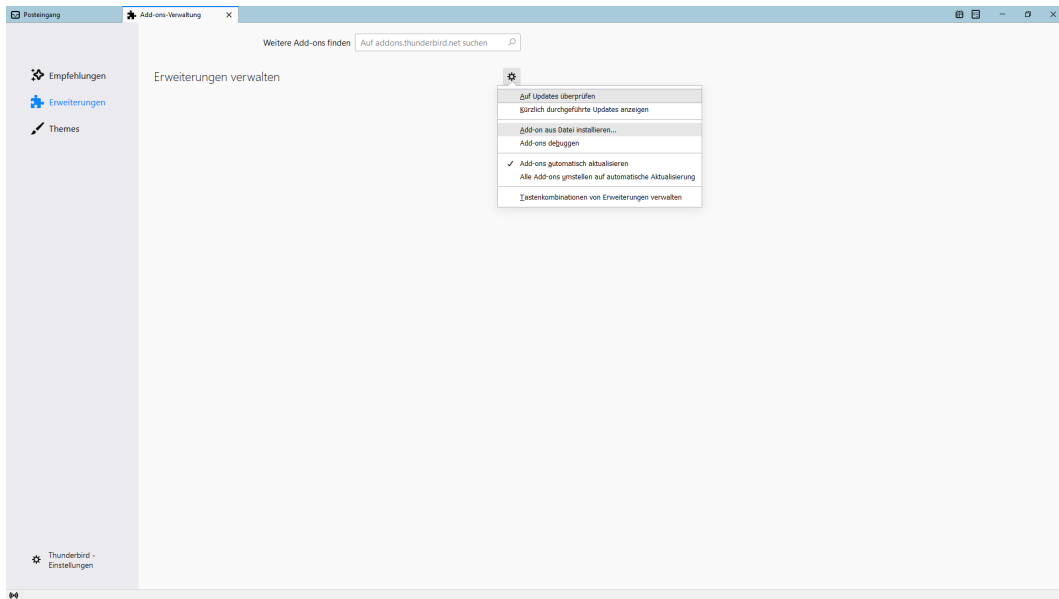 Posteingang
Add-ons-Verwaltung
Weitere Add-ons finden
Auf addons.thunderbird.net suchen
Empfehlungen
Erweiterungen
Themes
Erweiterungen verwalten
Auf Updates überprüfen
Kürzlich durchgeführte Updates anzeigen
Add-on aus Datei installieren...
Add-ons debuggen
Add-ons automatisch aktualisieren
Alle Add-ons umstellen auf automatische Aktualisierung
Tastenkombinationen von Erweiterungen verwalten
Thunderbird -
Einstellungen